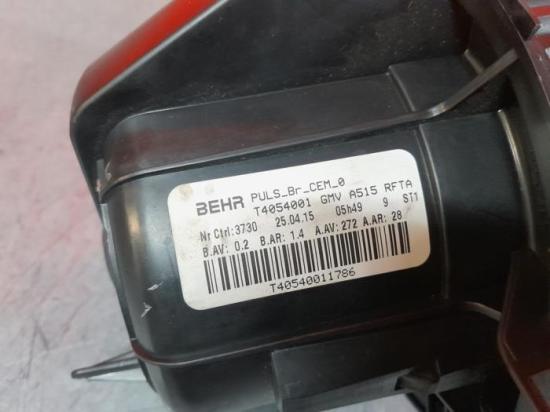 BEHR PULS_Br_CEM_0
T4054001 GMV A515 RFTA
Nr Ctrl:3730 25.04.15 05h49 9 ST1
B.AV: 0.2 B.AR: 1.4 A.AV: 272 A.AR: 28
T40540011786